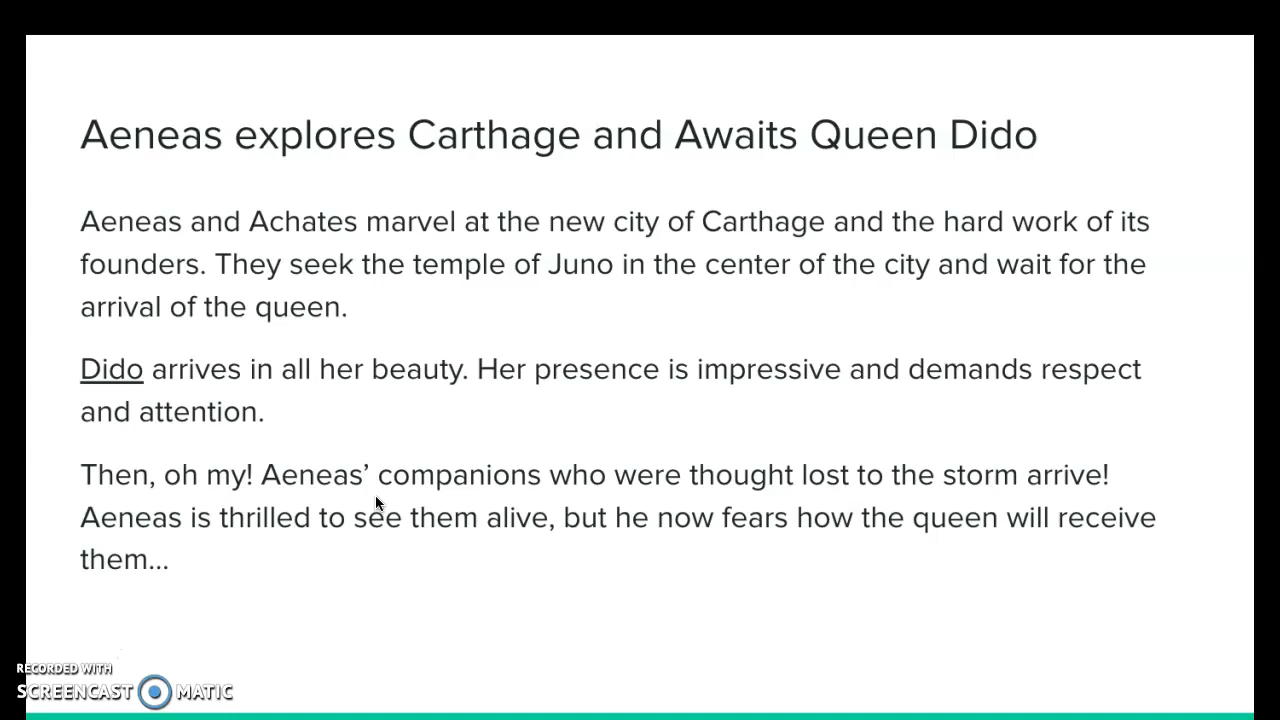 Aeneas explores Carthage and Awaits Queen Dido
Aeneas and Achates marvel at the new city of Carthage and the hard work of its
founders. They seek the temple of Juno in the center of the city and wait for the
arrival of the queen.
Dido arrives in all her beauty. Her presence is impressive and demands respect
and attention.
Then, oh my! Aeneas’ companions who were thought lost to the storm arrive!
Aeneas is thrilled to see them alive, but he now fears how the queen will receive
them...
RECORDED WITH
SCREENCAST MATIC